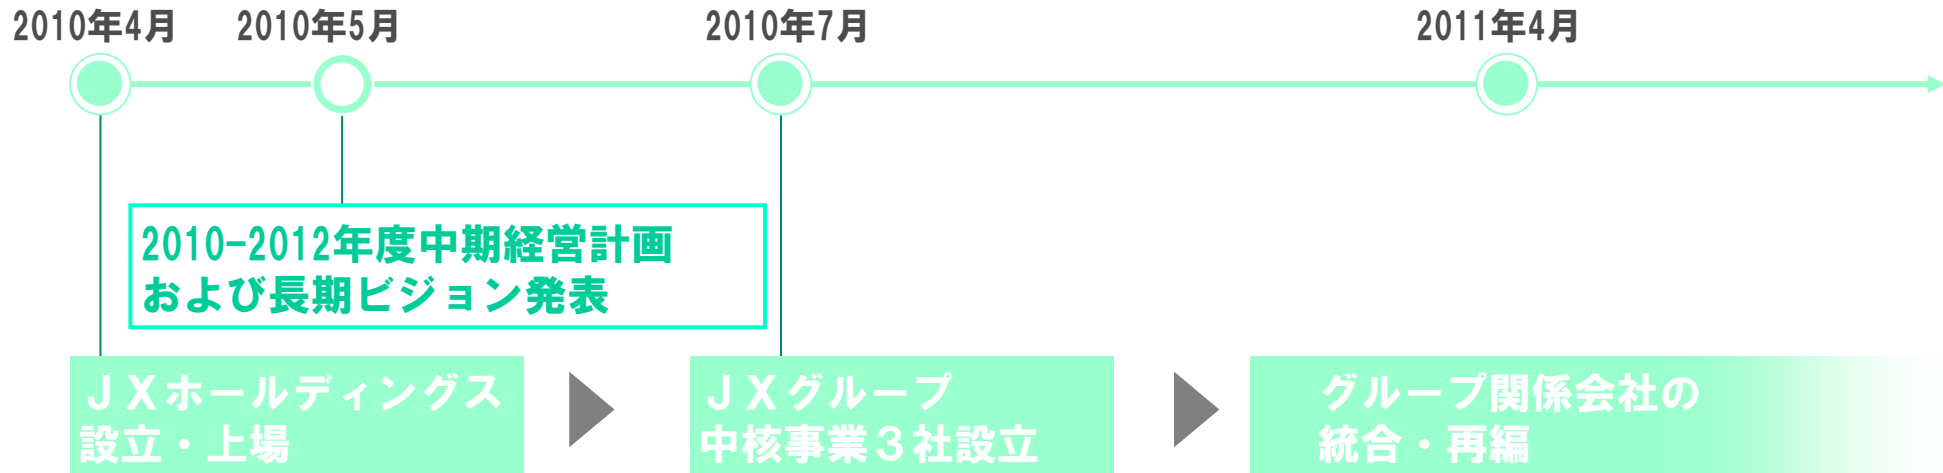 2010年4月
2010年5月
2010年7月
2011年4月
2010-2012年度中期経営計画
および長期ビジョン発表
ＪＸホールディングス
設立・上場
ＪＸグループ
中核事業３社設立
グループ関係会社の
統合・再編